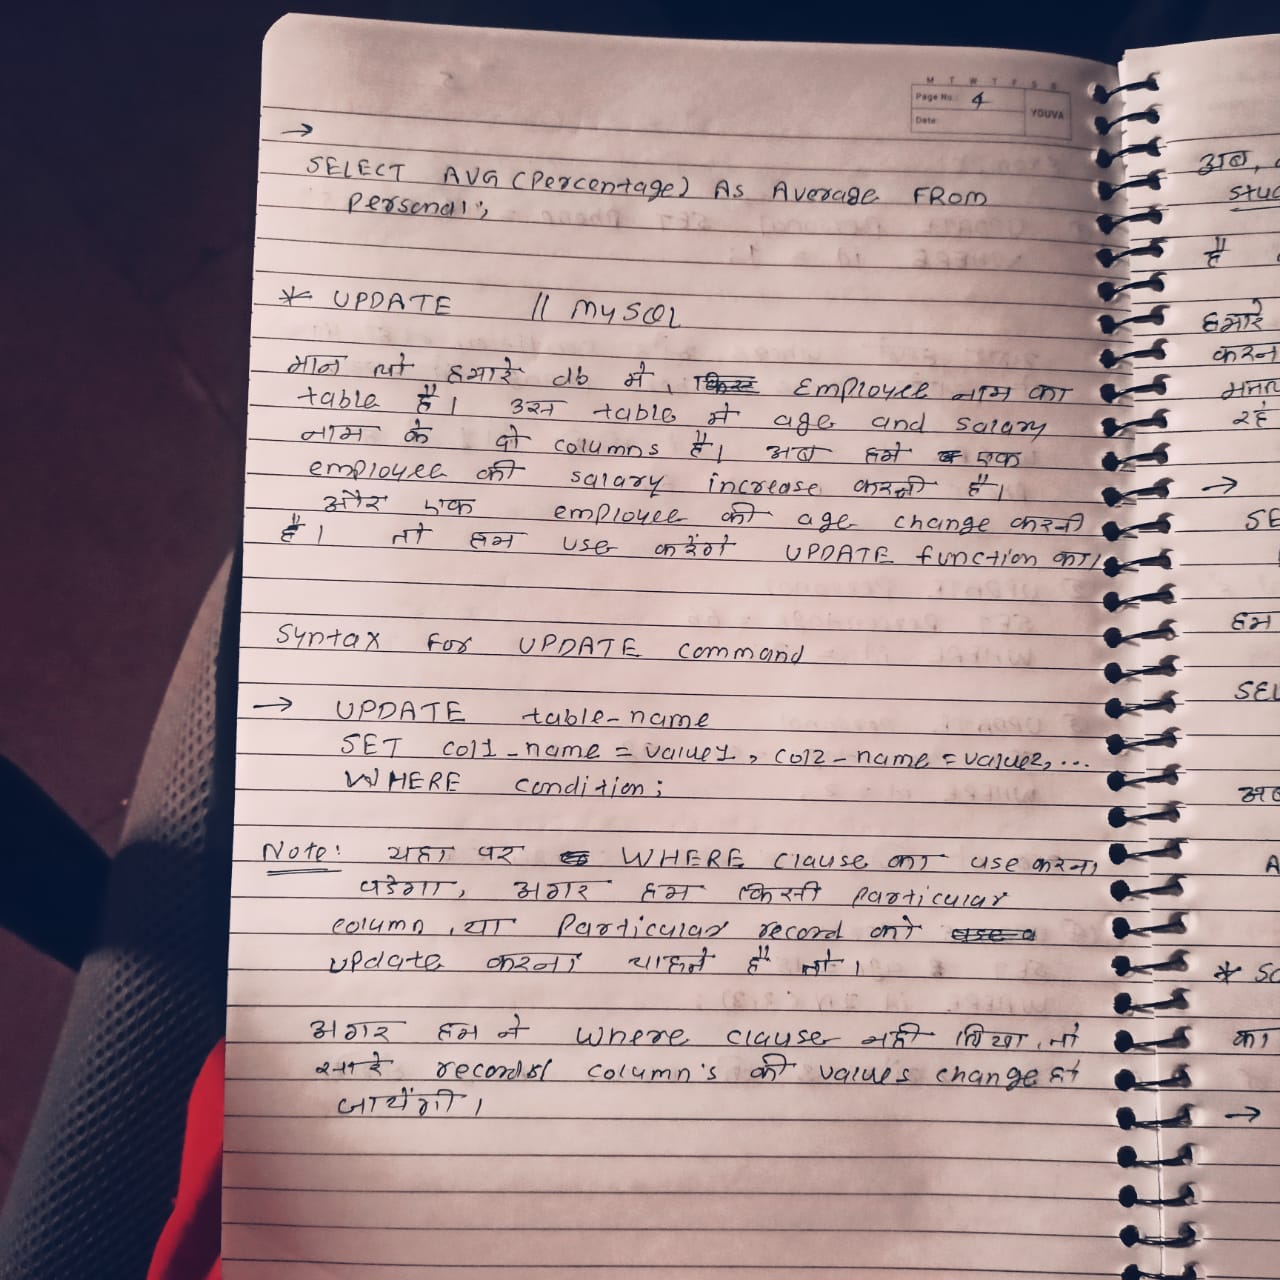 M T W T F S S
Page No.: 4
Date:
YOUVA
→
SELECT AVG (Percentage) As Average FROM
Personal;
* UPDATE // MySQL
मान लो हमारे db में, Employee नाम का
table है। उस table में age and salary
नाम के दो columns है। अब हमे एक
employee की salary increase करनी है।
और एक employee की age change करनी
है। तो हम use करेंगे UPDATE function का।
Syntax For UPDATE command
→ UPDATE table-name
SET col1-name = value1, col2-name = value2, ...
WHERE condition;
Note: यहा पर WHERE clause का use करना
पडेगा, अगर हम किसी particular
column, या Particular record को
update करना चाहते हैं तो।
अगर हम ने where clause नही लिखा, तो
सारे records column's की values change हो
जायेंगी।
अब,
है
हमारे
करन
रहे
→
SE
हम
SEL
अब
A
* SC
का
→